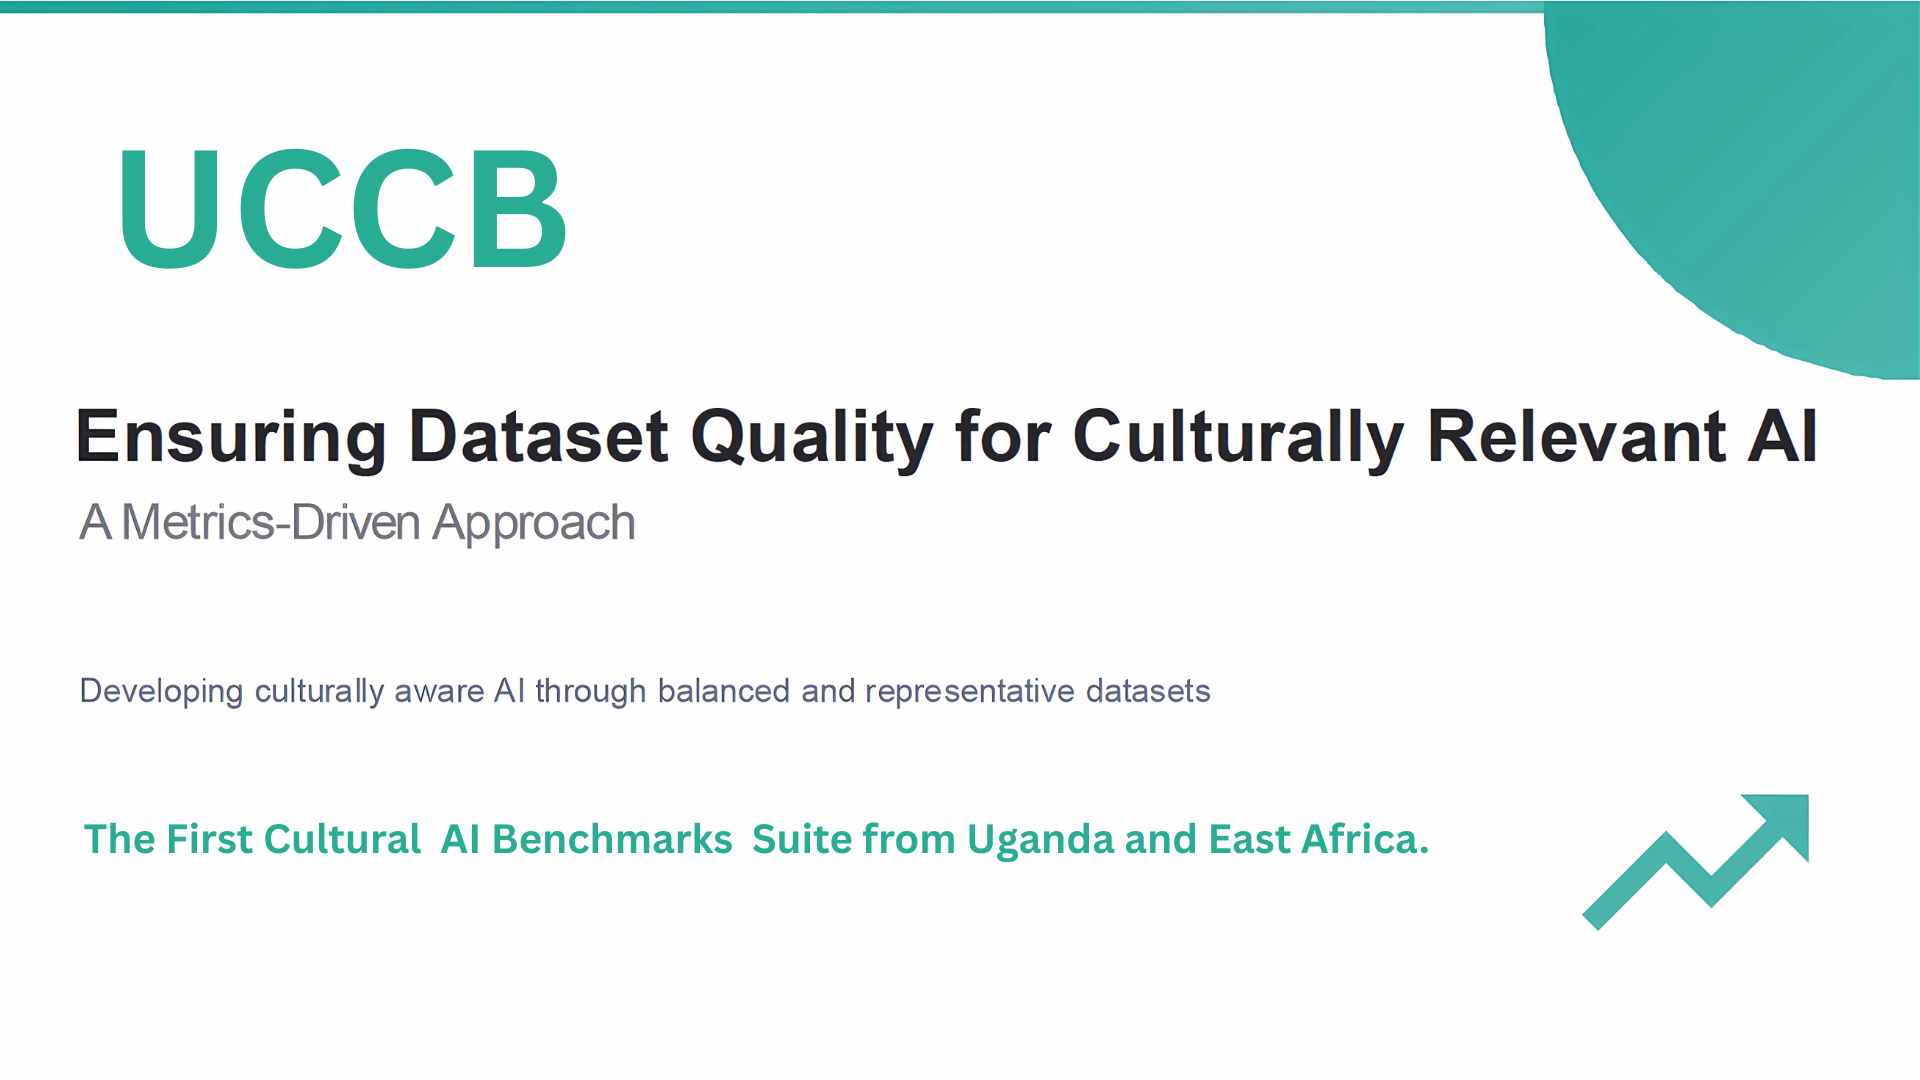 UCCB
Ensuring Dataset Quality for Culturally Relevant AI
A Metrics-Driven Approach
Developing culturally aware AI through balanced and representative datasets
The First Cultural AI Benchmarks Suite from Uganda and East Africa.